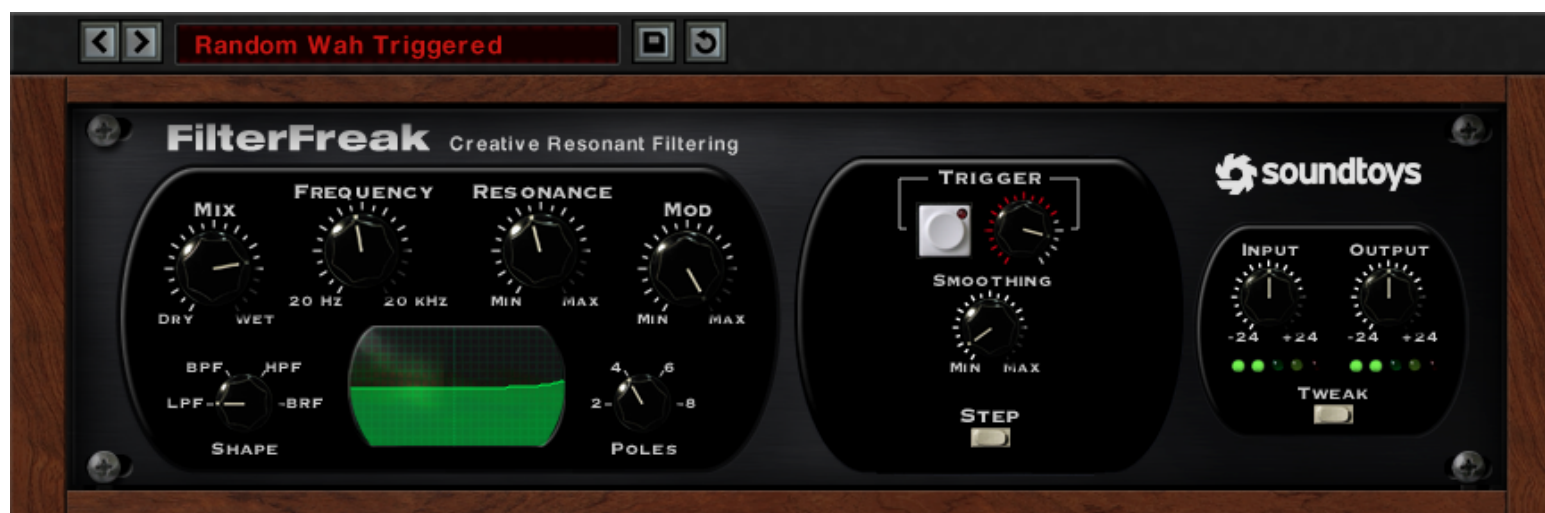 Random Wah Triggered
FilterFreak Creative Resonant Filtering
soundtoys
MIX
DRY WET
FREQUENCY
20 HZ 20 KHZ
RESONANCE
MIN MAX
MOD
MIN MAX
BPF HPF
LPF BRF
SHAPE
4 6
2 8
POLES
TRIGGER
SMOOTHING
MIN MAX
STEP
INPUT OUTPUT
-24 +24 -24 +24
TWEAK